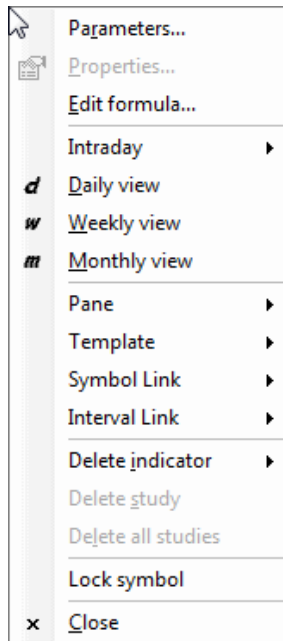 Parameters...
Properties...
Edit formula...
Intraday
d Daily view
w Weekly view
m Monthly view
Pane
Template
Symbol Link
Interval Link
Delete indicator
Delete study
Delete all studies
Lock symbol
Close